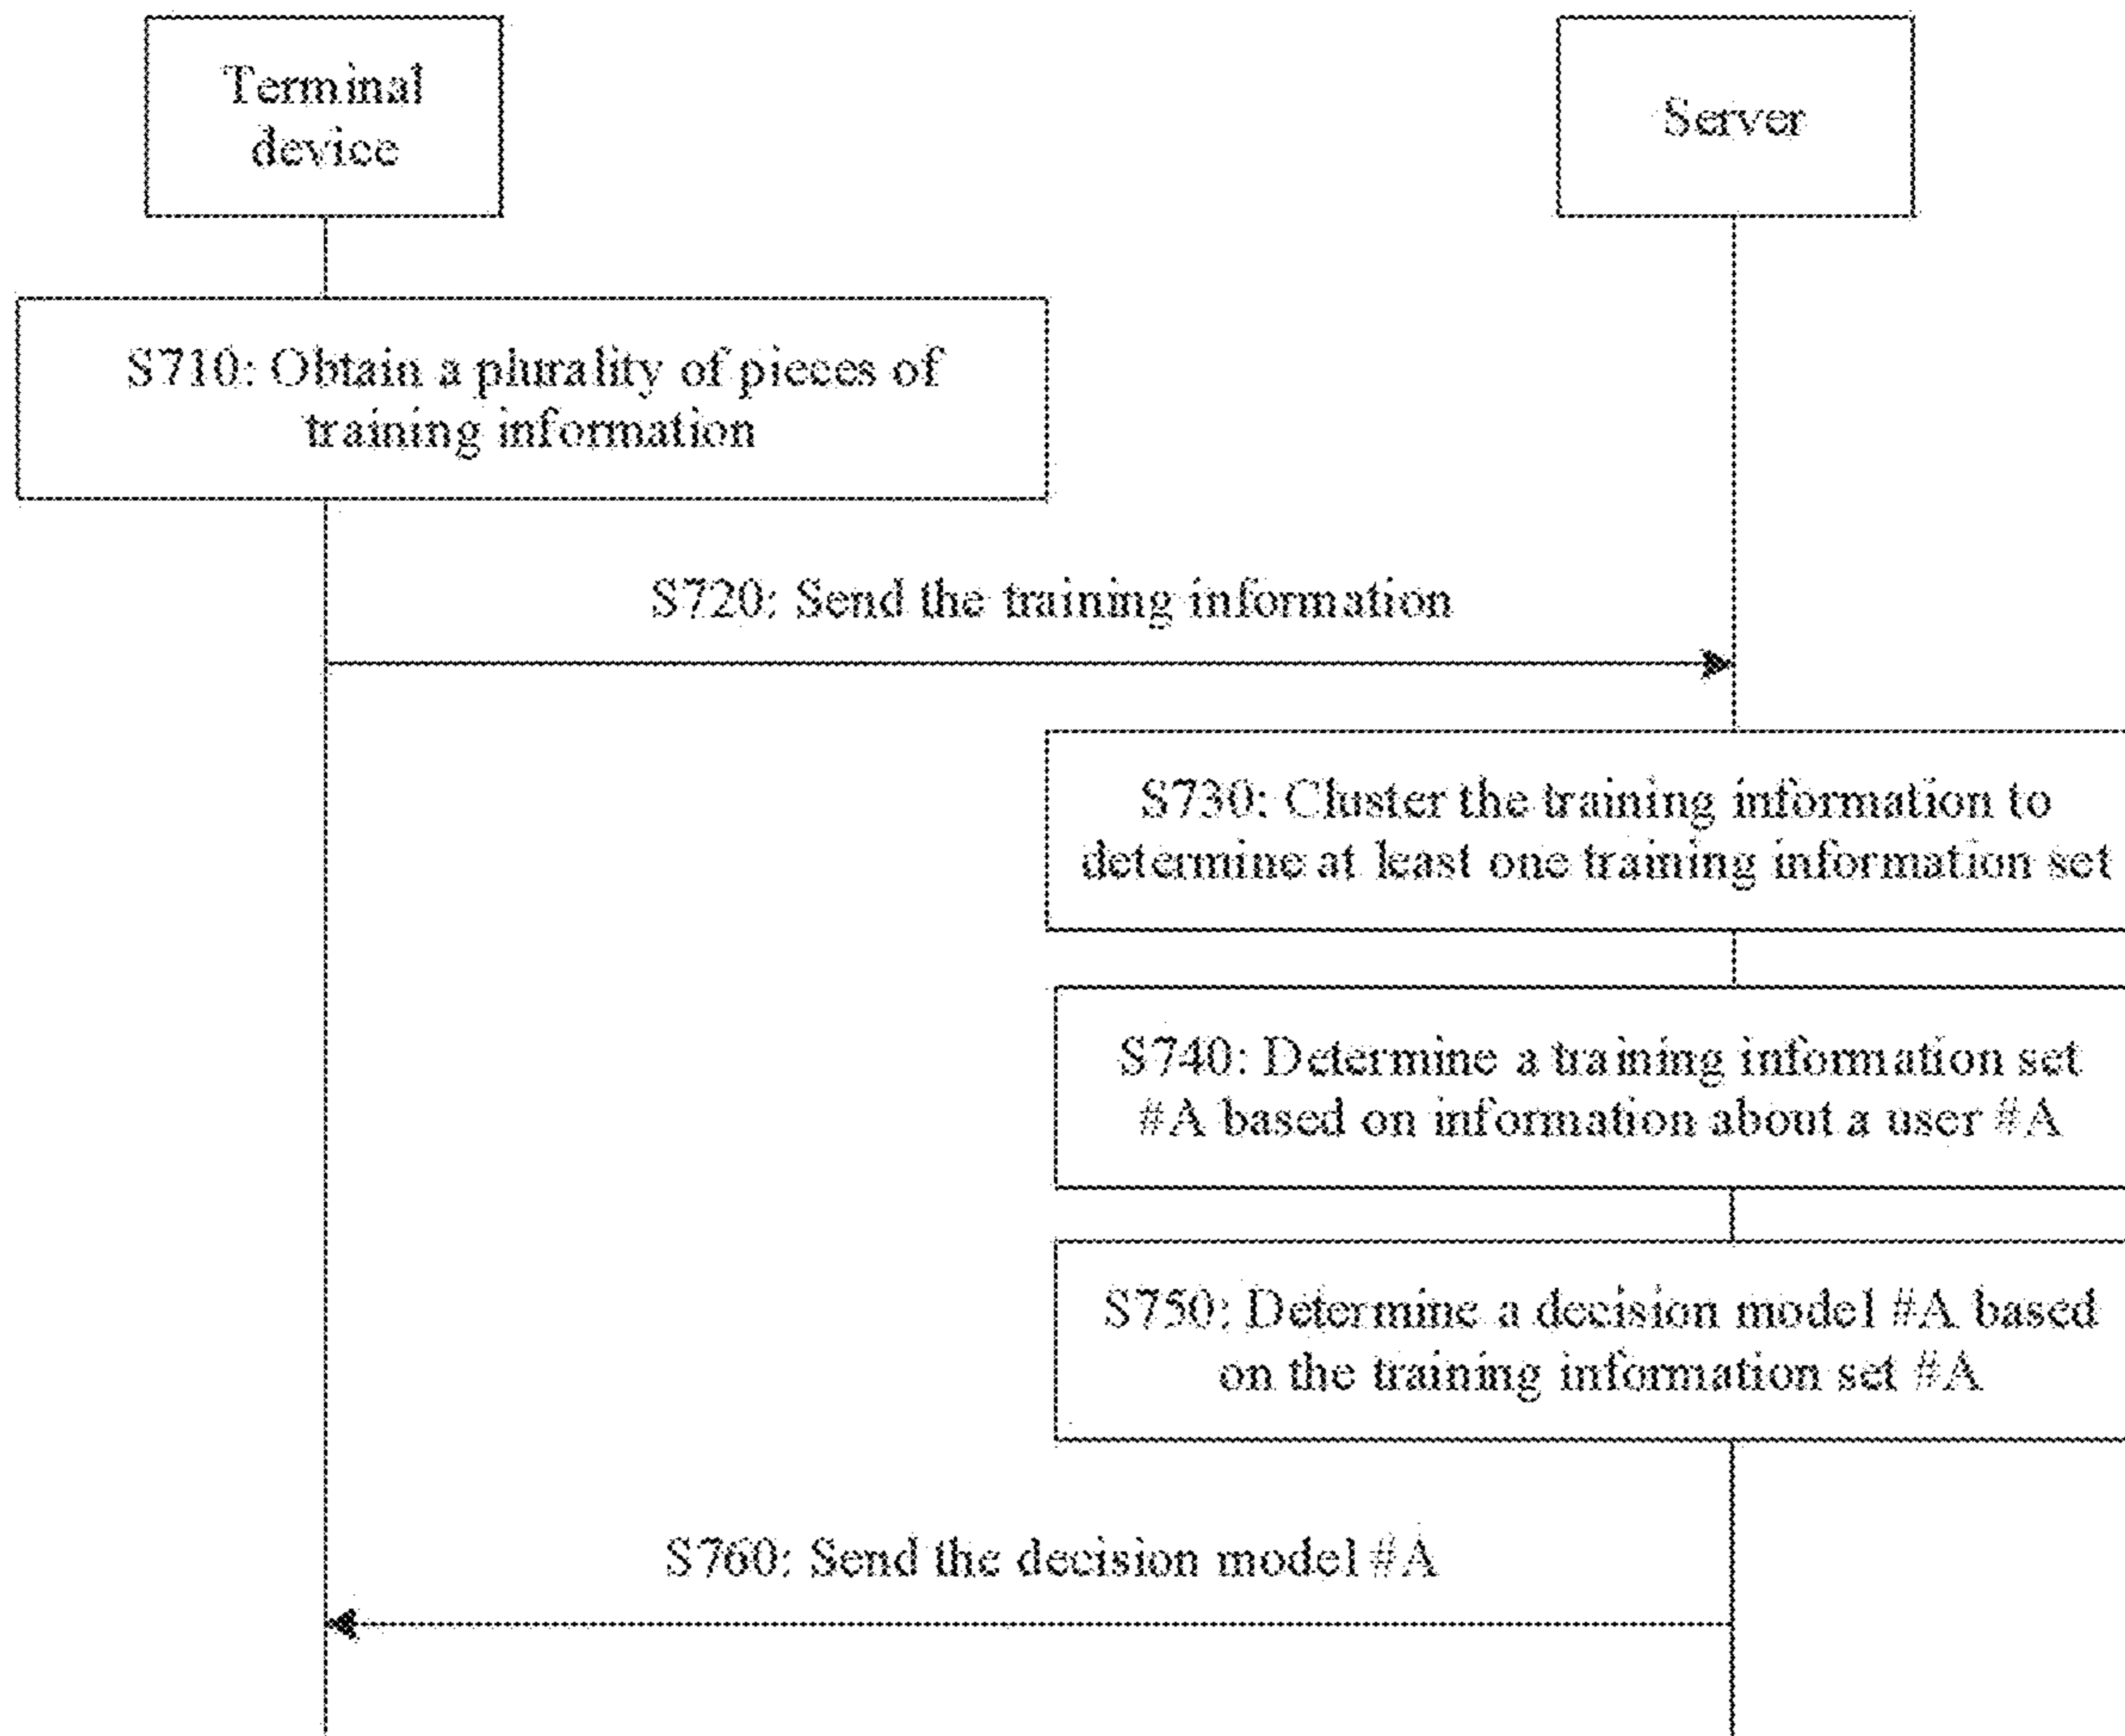 Terminal
device
Server
S710: Obtain a plurality of pieces of
training information
S720: Send the training information
S730: Cluster the training information to
determine at least one training information set
S740: Determine a training information set
#A based on information about a user #A
S750: Determine a decision model #A based
on the training information set #A
S760: Send the decision model #A